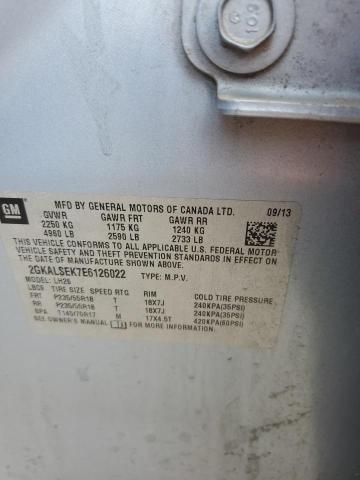 G
10.9
GM
MFD BY GENERAL MOTORS OF CANADA LTD. 09/13
GVWR GAWR FRT GAWR RR
2250 KG 1175 KG 1240 KG
4960 LB 2590 LB 2733 LB
THIS VEHICLE CONFORMS TO ALL APPLICABLE U.S. FEDERAL MOTOR
VEHICLE SAFETY AND THEFT PREVENTION STANDARDS IN EFFECT ON
THE DATE OF MANUFACTURE SHOWN ABOVE.
2GKALSEK7E6126022 TYPE: M.P.V.
MODEL: LH26
TIRE SIZE SPEED RTG RIM COLD TIRE PRESSURE
FRT P235/55R18 T 18X7J 240KPA(35PSI)
RR P235/55R18 T 18X7J 240KPA(35PSI)
SPA T145/70R17 M 17X4.5T 420KPA(60PSI)
SEE OWNER'S MANUAL FOR MORE INFORMATION.